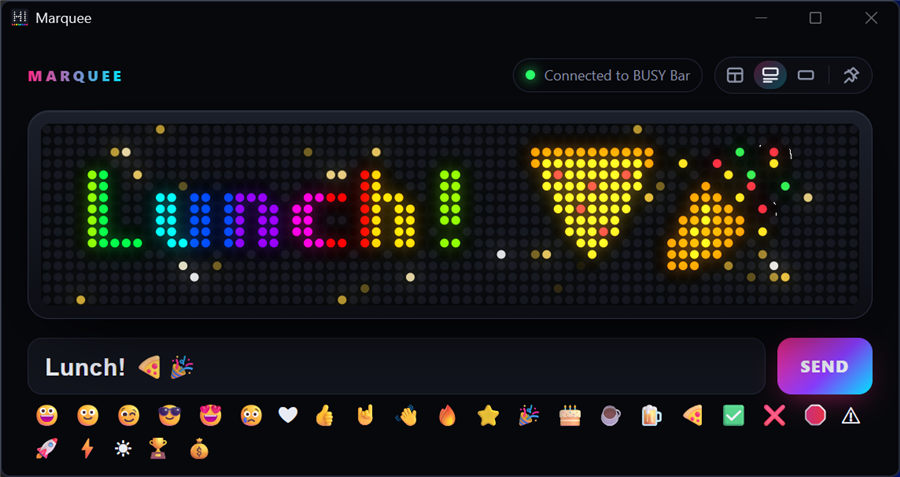 Marquee
MARQUEE
Connected to BUSY Bar
Lunch! 🍕 🎉
Lunch! 🍕 🎉
SEND